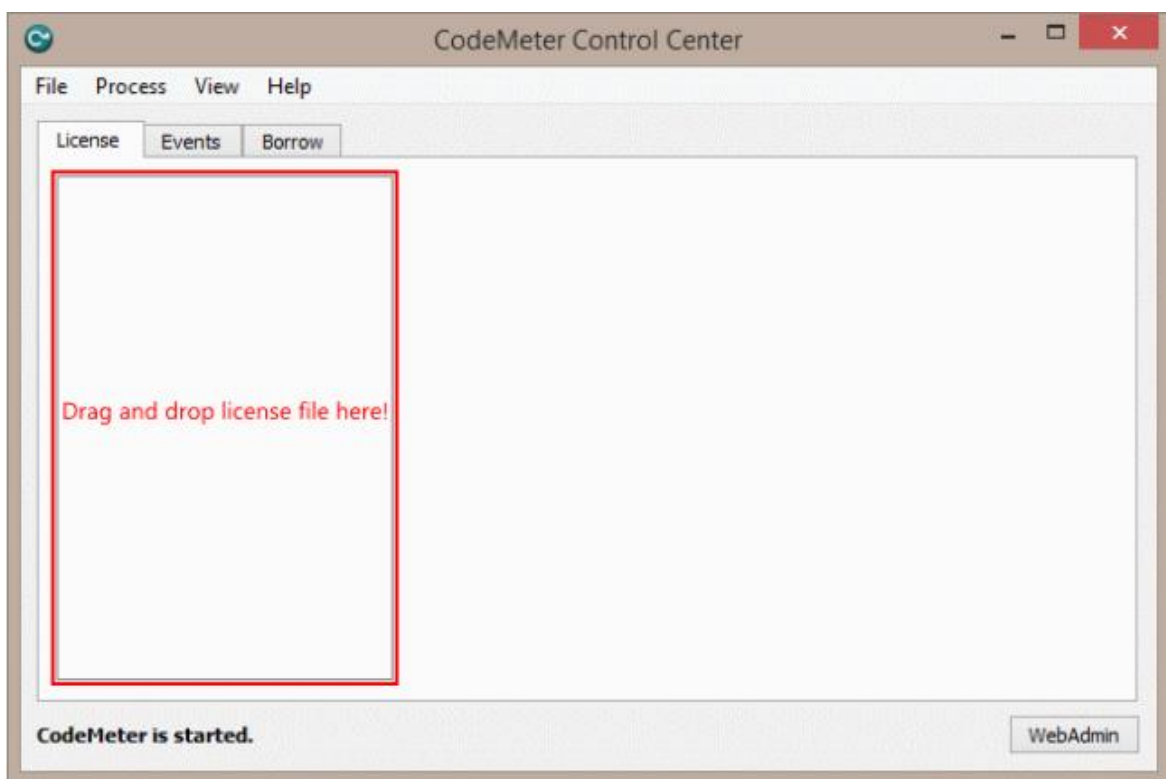 CodeMeter Control Center
File Process View Help
License Events Borrow
Drag and drop license file here!
CodeMeter is started.
WebAdmin